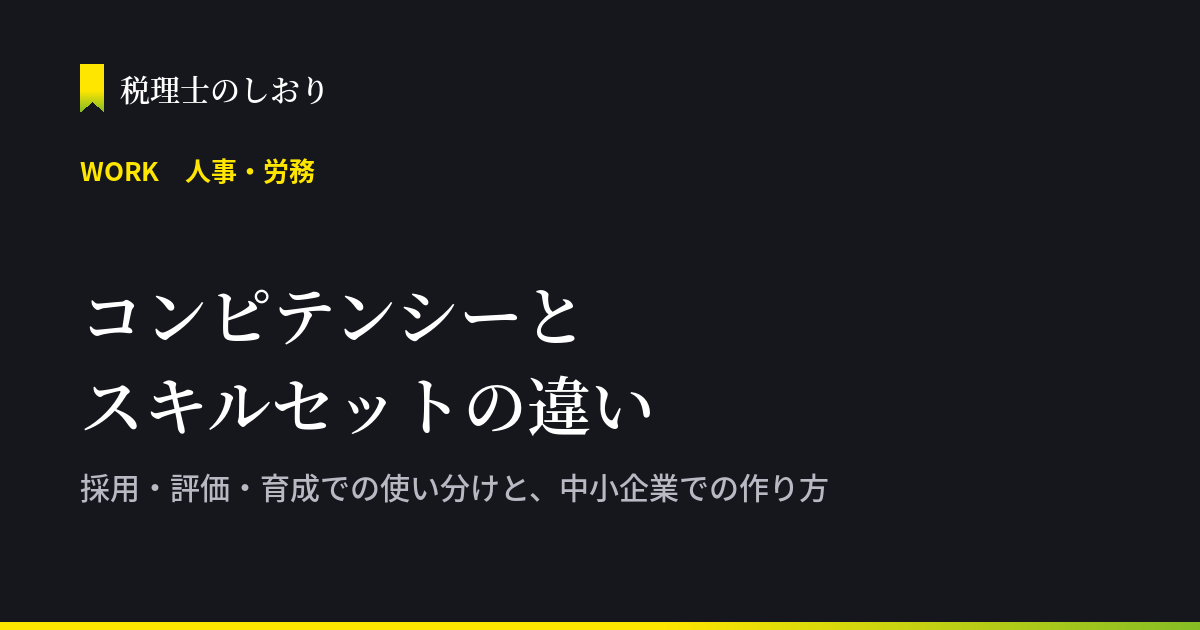 税理士のしおり
WORK 人事・労務
コンピテンシーと
スキルセットの違い
採用・評価・育成での使い分けと、中小企業での作り方